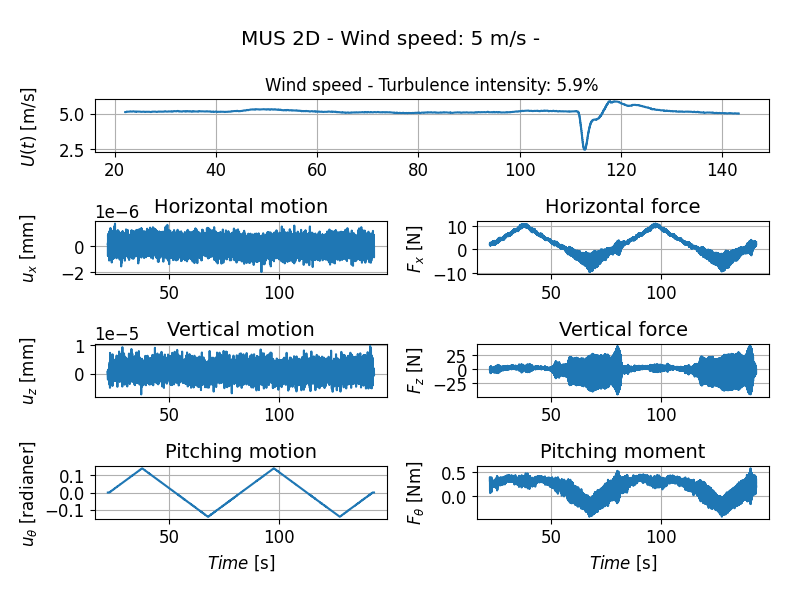 MUS 2D - Wind speed: 5 m/s -
Wind speed - Turbulence intensity: 5.9%
U(t) [m/s]
5.0
2.5
20 40 60 80 100 120 140
Horizontal motion
1e−6
u_x [mm]
0
−2
50 100
Horizontal force
F_x [N]
10
0
−10
50 100
Vertical motion
1e−5
u_z [mm]
1
0
50 100
Vertical force
F_z [N]
25
0
−25
50 100
Pitching motion
u_θ [radianer]
0.1
0.0
−0.1
50 100
Time [s]
Pitching moment
F_θ [Nm]
0.5
0.0
50 100
Time [s]